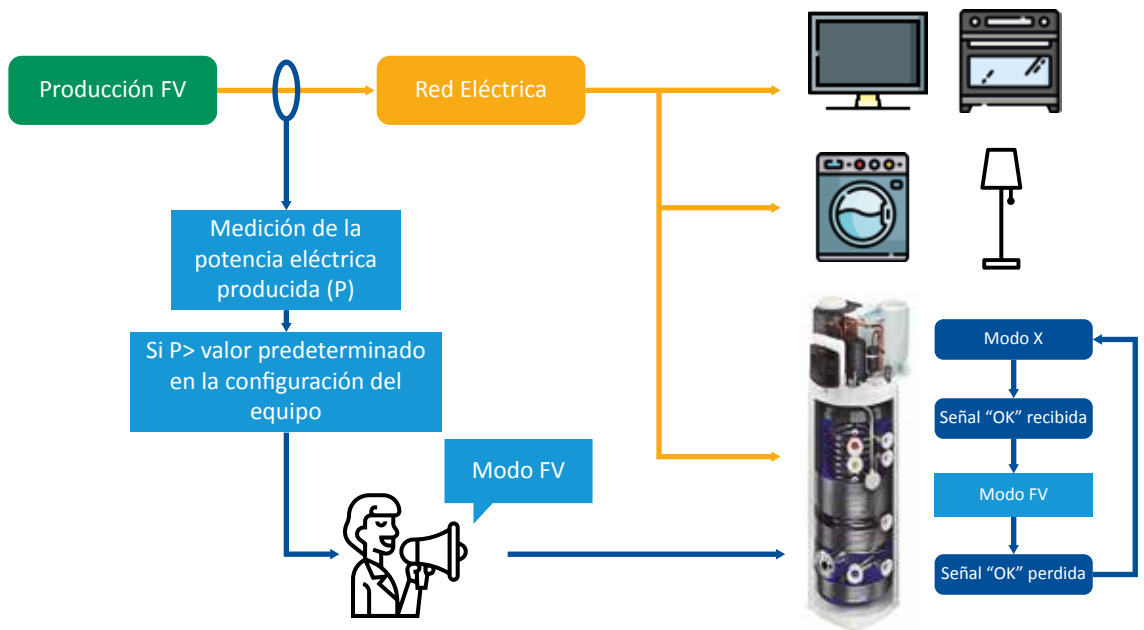 Producción FV
Red Eléctrica
Medición de la
potencia eléctrica
producida (P)
Si P> valor predeterminado
en la configuración del
equipo
Modo FV
Modo X
Señal “OK” recibida
Modo FV
Señal “OK” perdida